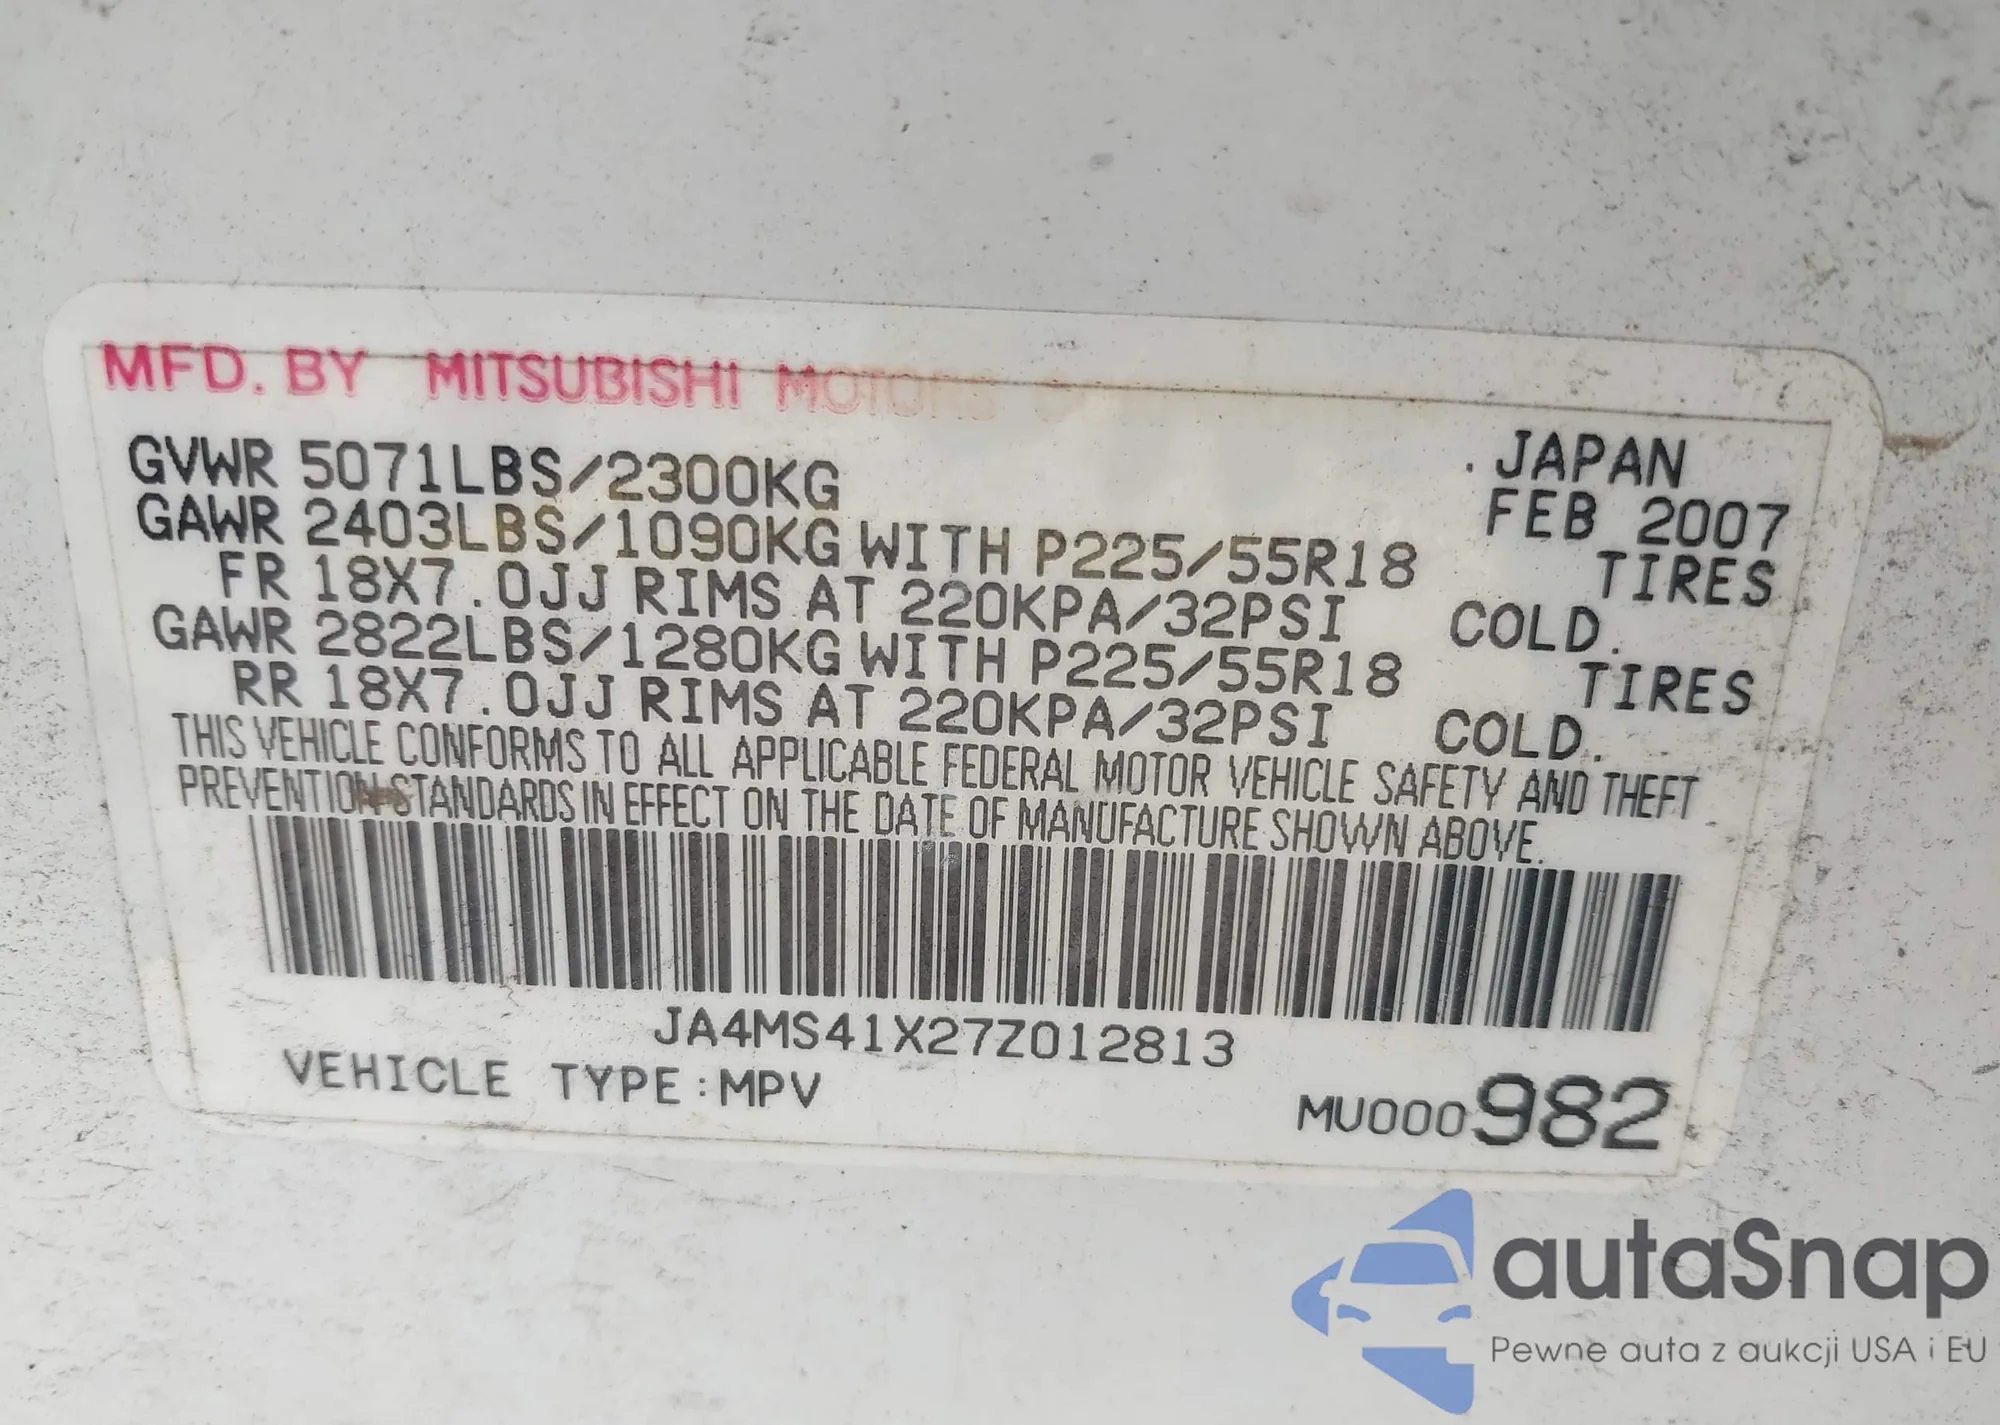 MFD. BY MITSUBISHI MOTORS
. JAPAN
GVWR 5071LBS/2300KG FEB 2007
GAWR 2403LBS/1090KG WITH P225/55R18 TIRES
FR 18X7.0JJ RIMS AT 220KPA/32PSI COLD.
GAWR 2822LBS/1280KG WITH P225/55R18 TIRES
RR 18X7.0JJ RIMS AT 220KPA/32PSI COLD.
THIS VEHICLE CONFORMS TO ALL APPLICABLE FEDERAL MOTOR VEHICLE SAFETY AND THEFT
PREVENTION STANDARDS IN EFFECT ON THE DATE OF MANUFACTURE SHOWN ABOVE.
JA4MS41X27Z012813
VEHICLE TYPE:MPV
MU000982
autaSnap
Pewne auta z aukcji USA i EU